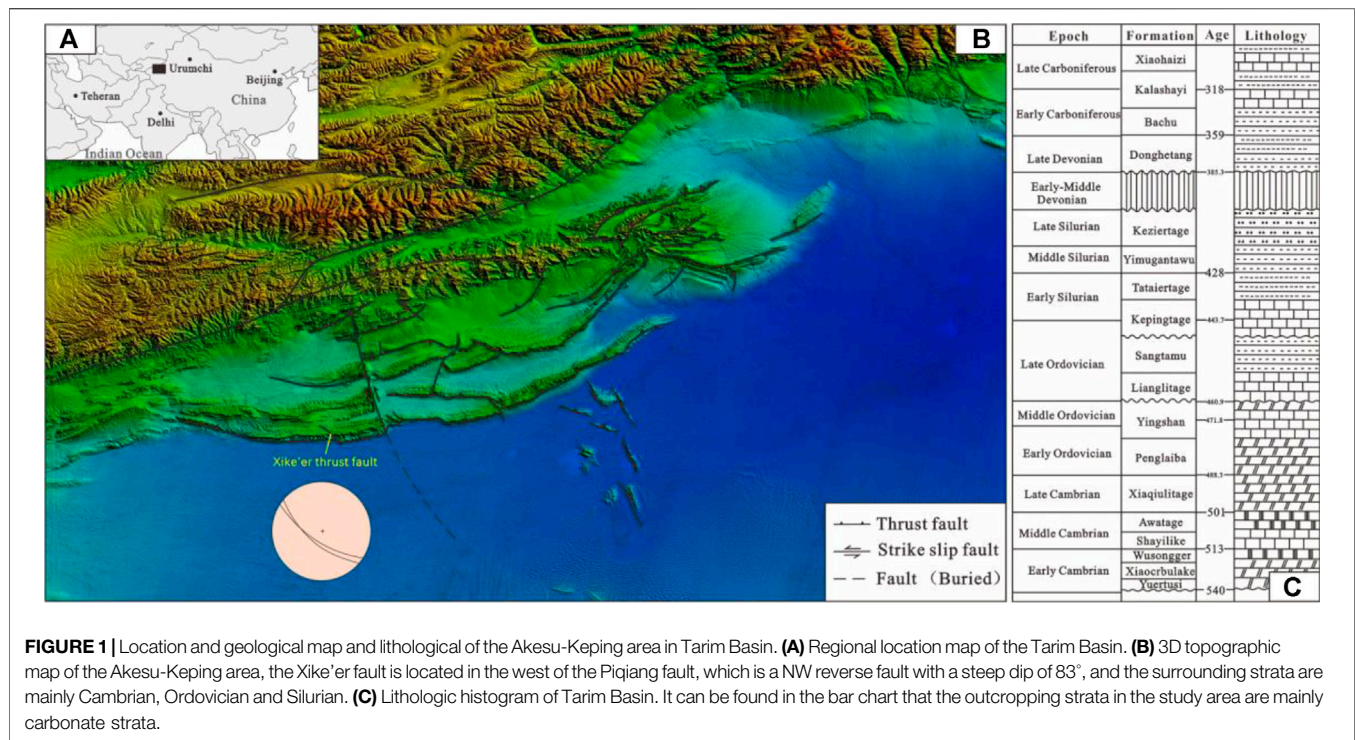 A
B
Urumchi
Beijing
Teheran
China
Delhi
Indian Ocean
Xike'er thrust fault
Thrust fault
Strike slip fault
Fault (Buried)
Epoch Formation Age Lithology
Late Carboniferous
Xiaohaizi
Kalashayi
318
Early Carboniferous
Bachu
359
Late Devonian
Donghetang
385.3
Early-Middle
Devonian
Late Silurian
Keziertage
Middle Silurian
Yimugantawu
428
Early Silurian
Tataiertage
Kepingtage
443.7
Late Ordovician
Sangtamu
Lianglitage
460.9
Middle Ordovician
Yingshan
471.8
Early Ordovician
Penglaiba
488.3
Late Cambrian
Xiaqiulitage
501
Middle Cambrian
Awatage
Shayilike
513
Early Cambrian
Wusongger
Xiaocrbulake
Yuertusi
540
C
FIGURE 1 | Location and geological map and lithological of the Akesu-Keping area in Tarim Basin. (A) Regional location map of the Tarim Basin. (B) 3D topographic
map of the Akesu-Keping area, the Xike'er fault is located in the west of the Piqiang fault, which is a NW reverse fault with a steep dip of 83°, and the surrounding strata are
mainly Cambrian, Ordovician and Silurian. (C) Lithologic histogram of Tarim Basin. It can be found in the bar chart that the outcropping strata in the study area are mainly
carbonate strata.